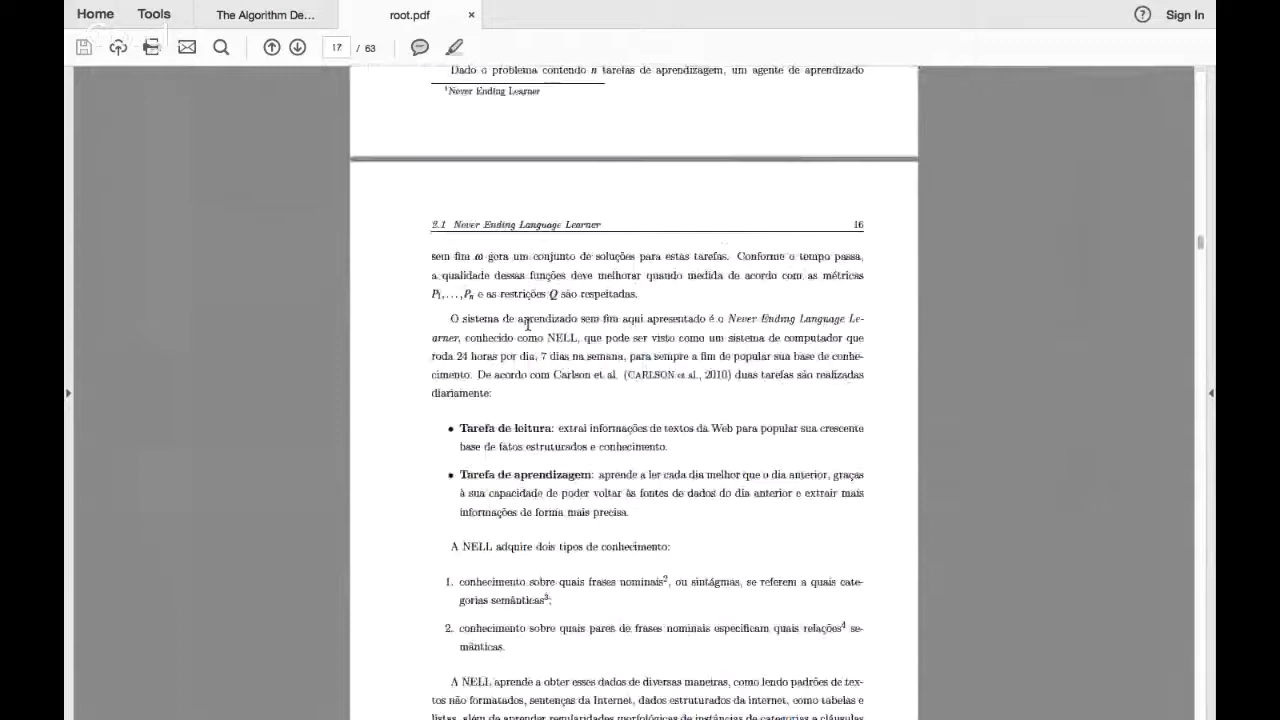 Home Tools The Algorithm De... root.pdf × Sign In
17 / 63
Dado o problema contendo n tarefas de aprendizagem, um agente de aprendizado
1Never Ending Learner
2.1 Never Ending Language Learner 16
sem fim ω gera um conjunto de soluções para estas tarefas. Conforme o tempo passa,
a qualidade dessas funções deve melhorar quando medida de acordo com as métricas
P1,...,Pn e as restrições Q são respeitadas.
O sistema de aprendizado sem fim aqui apresentado é o Never Ending Language Le-
arner, conhecido como NELL, que pode ser visto como um sistema de computador que
roda 24 horas por dia, 7 dias na semana, para sempre a fim de popular sua base de conhe-
cimento. De acordo com Carlson et al. (CARLSON et al., 2010) duas tarefas são realizadas
diariamente:
• Tarefa de leitura: extrai informações de textos da Web para popular sua crescente
base de fatos estruturados e conhecimento.
• Tarefa de aprendizagem: aprende a ler cada dia melhor que o dia anterior, graças
à sua capacidade de poder voltar às fontes de dados do dia anterior e extrair mais
informações de forma mais precisa.
A NELL adquire dois tipos de conhecimento:
1. conhecimento sobre quais frases nominais2, ou sintágmas, se referem a quais cate-
gorias semânticas3;
2. conhecimento sobre quais pares de frases nominais especificam quais relações4 se-
mânticas.
A NELL aprende a obter esses dados de diversas maneiras, como lendo padrões de tex-
tos não formatados, sentenças da Internet, dados estruturados da internet, como tabelas e
listas, além de aprender regularidades morfológicas de instâncias de categorias e cláusulas